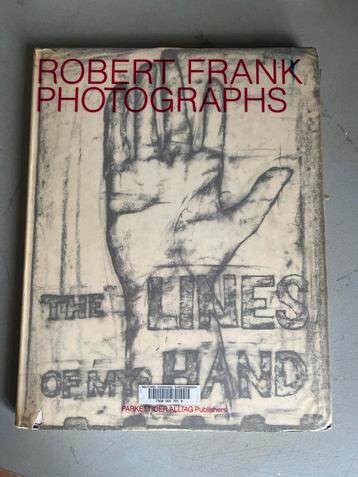 ROBERT FRANK
PHOTOGRAPHS
THE LINES
OF MY HAND
PARKETT/DER ALLTAG Publishers